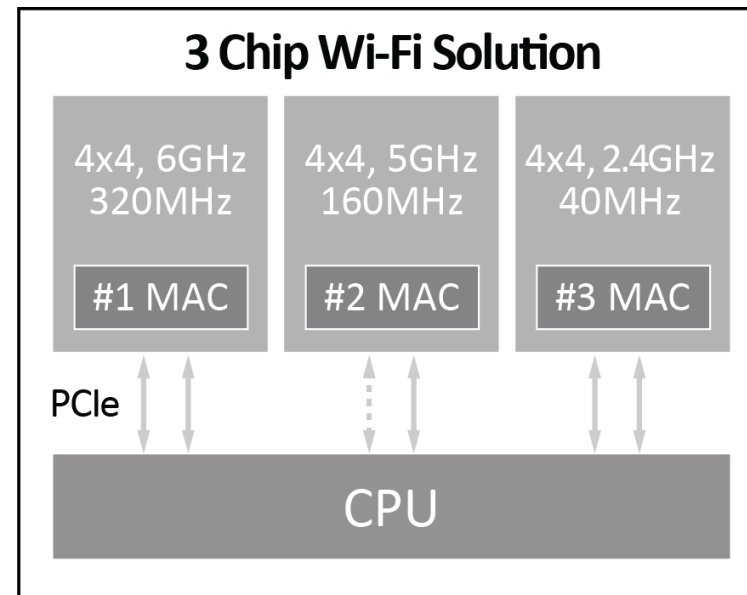 3 Chip Wi-Fi Solution
4x4, 6GHz
320MHz
#1 MAC
4x4, 5GHz
160MHz
#2 MAC
4x4, 2.4GHz
40MHz
#3 MAC
PCIe
CPU